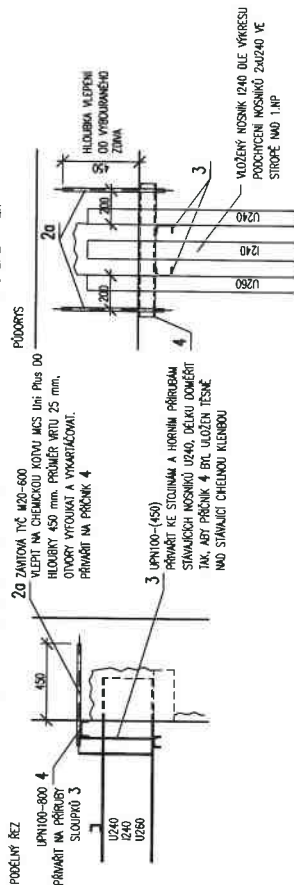 PODÉLNÝ ŘEZ
UPN100-800 4
PŘIVAŘIT NA PŘÍRUBY
SLOUPKŮ 3
450
U240
I240
U260
2a ZÁVITOVÁ TYČ M20-600
VLEPIT NA CHEMICKOU KOTVU MCS Uni Plus DO
HLOUBKY 450 mm. PRŮMĚR VRTU 25 mm,
OTVORY VYFOUKAT A VYKARTÁČOVAT.
PŘIVAŘIT NA PŘÍČNÍK 4
3 UPN100-(450)
PŘIVAŘIT KE STOJINÁM A HORNÍM PŘÍRUBÁM
STÁVAJÍCÍCH NOSNÍKŮ U240, DÉLKU DOMĚŘIT
TAK, ABY PŘÍČNÍK 4 BYL ULOŽEN TĚSNĚ
NAD STÁVAJÍCÍ CIHELNOU KLENBOU
PŮDORYS
2a
HLOUBKA VLEPENÍ
OD VYBOURANÉHO
ZDIVA
450
200
200
3
4
U260
I240
U240
VLOŽENÝ NOSNÍK I240 DLE VÝKRESU
PODCHYCENÍ NOSNÍKŮ 2xU240 VE
STROPĚ NAD 1.NP